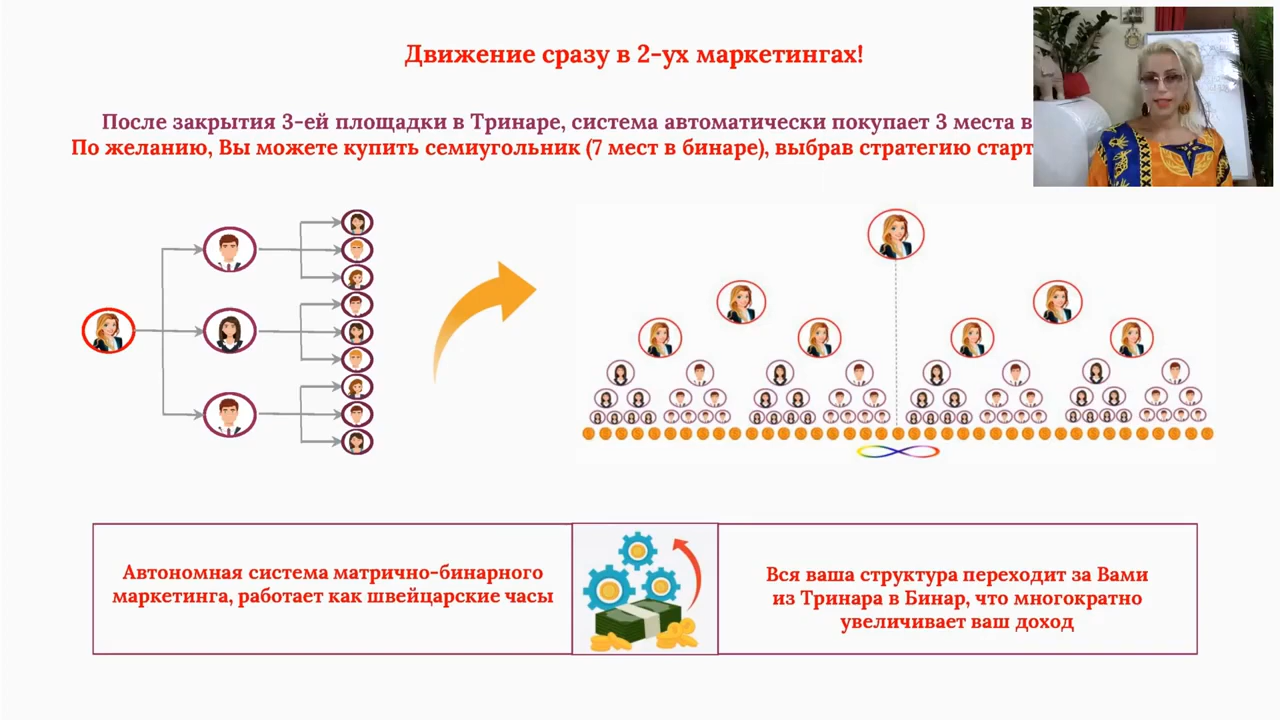 Движение сразу в 2-ух маркетингах!
После закрытия 3-ей площадки в Тринаре, система автоматически покупает 3 места в
По желанию, Вы можете купить семиугольник (7 мест в бинаре), выбрав стратегию старт
Автономная система матрично-бинарного
маркетинга, работает как швейцарские часы
Вся ваша структура переходит за Вами
из Тринара в Бинар, что многократно
увеличивает ваш доход